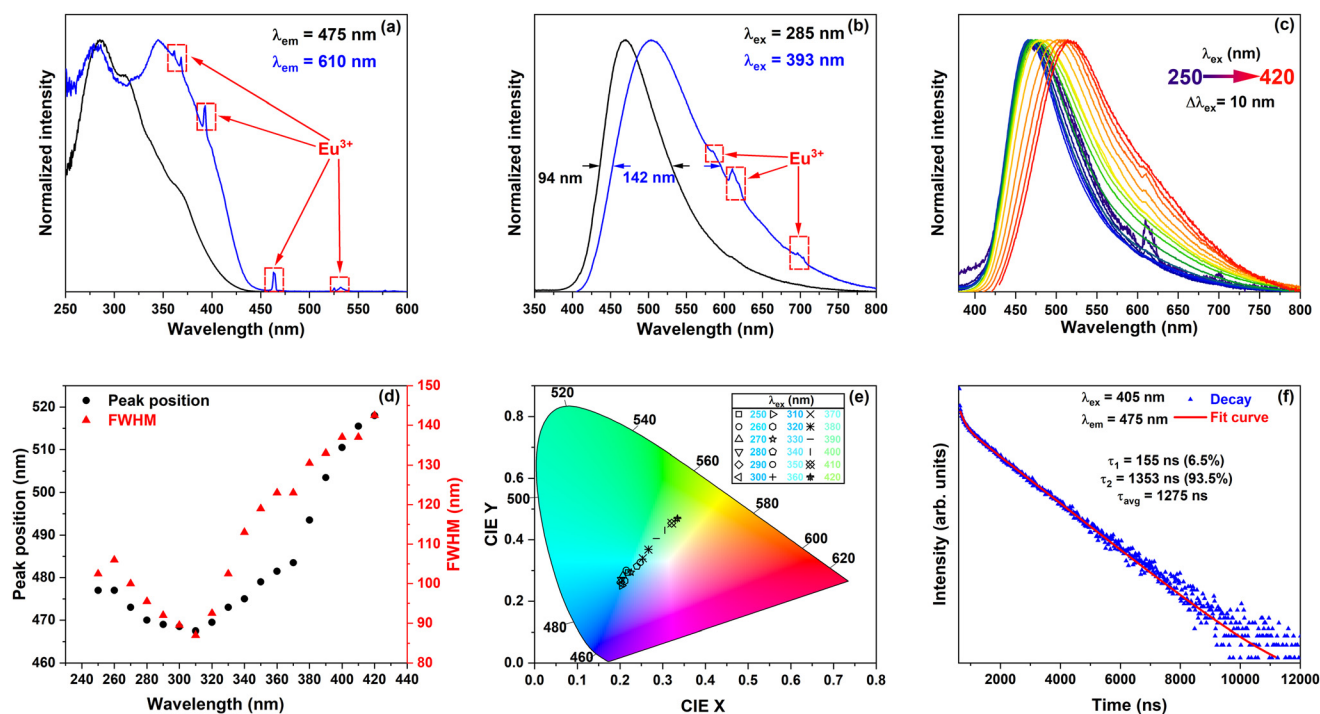 (a)
λem = 475 nm
λem = 610 nm
Eu3+
Normalized intensity
250 300 350 400 450 500 550 600
Wavelength (nm)
(b)
λex = 285 nm
λex = 393 nm
Eu3+
94 nm
142 nm
Normalized intensity
350 400 450 500 550 600 650 700 750 800
Wavelength (nm)
(c)
λex (nm)
250 420
Δλex = 10 nm
Normalized intensity
400 450 500 550 600 650 700 750 800
Wavelength (nm)
(d)
Peak position
FWHM
Peak position (nm)
520
510
500
490
480
470
460
FWHM (nm)
150
140
130
120
110
100
90
80
240 260 280 300 320 340 360 380 400 420 440
Wavelength (nm)
(e)
λex (nm)
250 310 370
260 320 380
270 330 390
280 340 400
290 350 410
300 360 420
520
540
560
580
600
620
500
480
460
CIE Y
0.8
0.6
0.4
0.2
0.0
0.0 0.1 0.2 0.3 0.4 0.5 0.6 0.7 0.8
CIE X
(f)
λex = 405 nm
λem = 475 nm
Decay
Fit curve
τ1 = 155 ns (6.5%)
τ2 = 1353 ns (93.5%)
τavg = 1275 ns
Intensity (arb. units)
2000 4000 6000 8000 10000 12000
Time (ns)